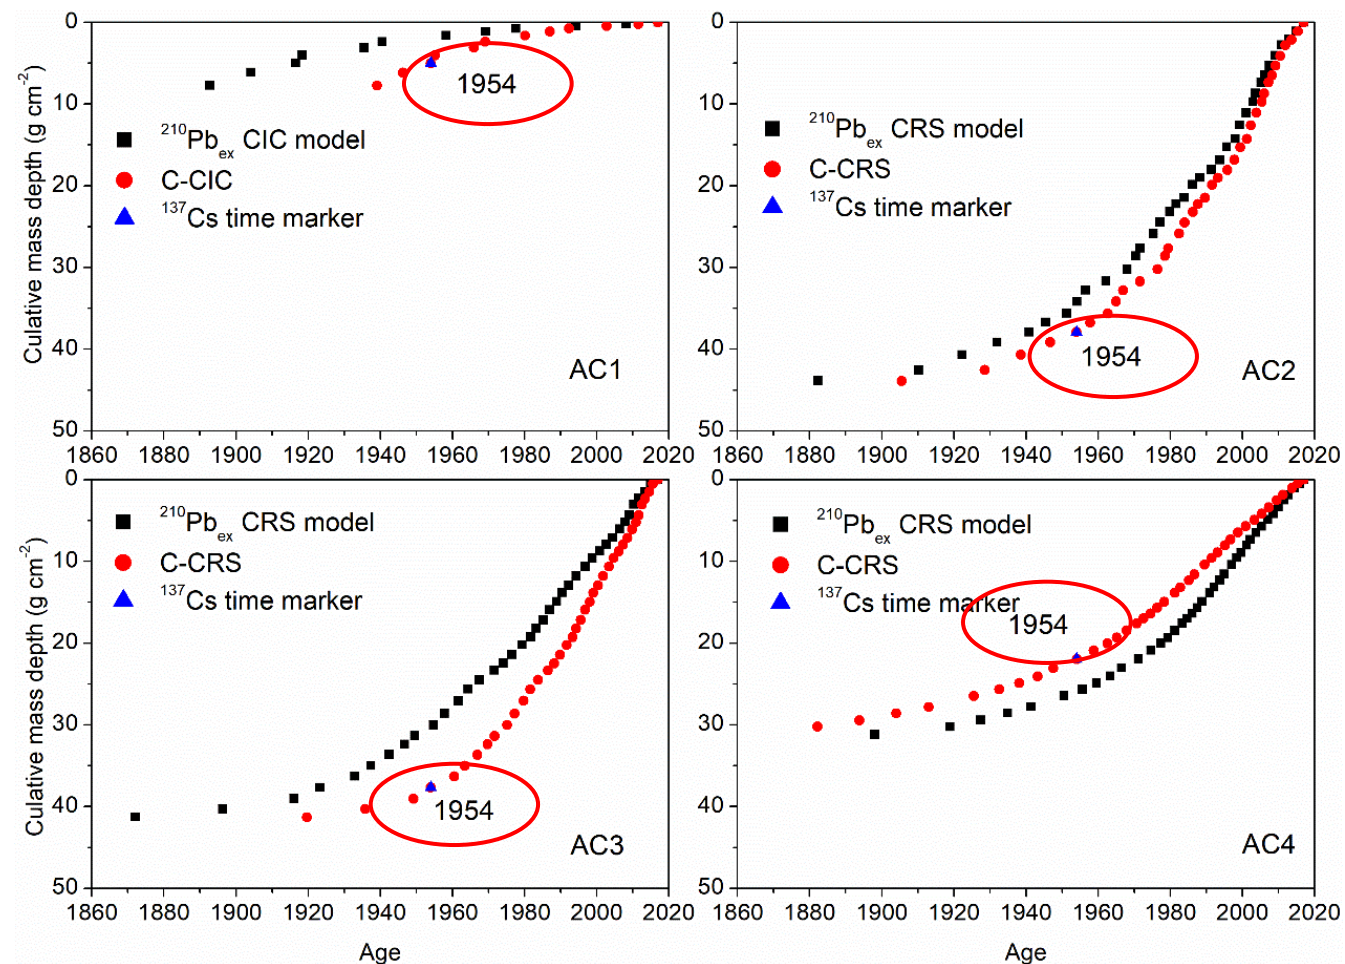 Culative mass depth (g cm⁻²)
0
10
20
30
40
50
²¹⁰Pbₑₓ CIC model
C-CIC
¹³⁷Cs time marker
1954
AC1
1860 1880 1900 1920 1940 1960 1980 2000 2020
0
10
20
30
40
50
²¹⁰Pbₑₓ CRS model
C-CRS
¹³⁷Cs time marker
1954
AC2
1860 1880 1900 1920 1940 1960 1980 2000 2020
Culative mass depth (g cm⁻²)
0
10
20
30
40
50
²¹⁰Pbₑₓ CRS model
C-CRS
¹³⁷Cs time marker
1954
AC3
1860 1880 1900 1920 1940 1960 1980 2000 2020
Age
0
10
20
30
40
50
²¹⁰Pbₑₓ CRS model
C-CRS
¹³⁷Cs time marker
1954
AC4
1860 1880 1900 1920 1940 1960 1980 2000 2020
Age